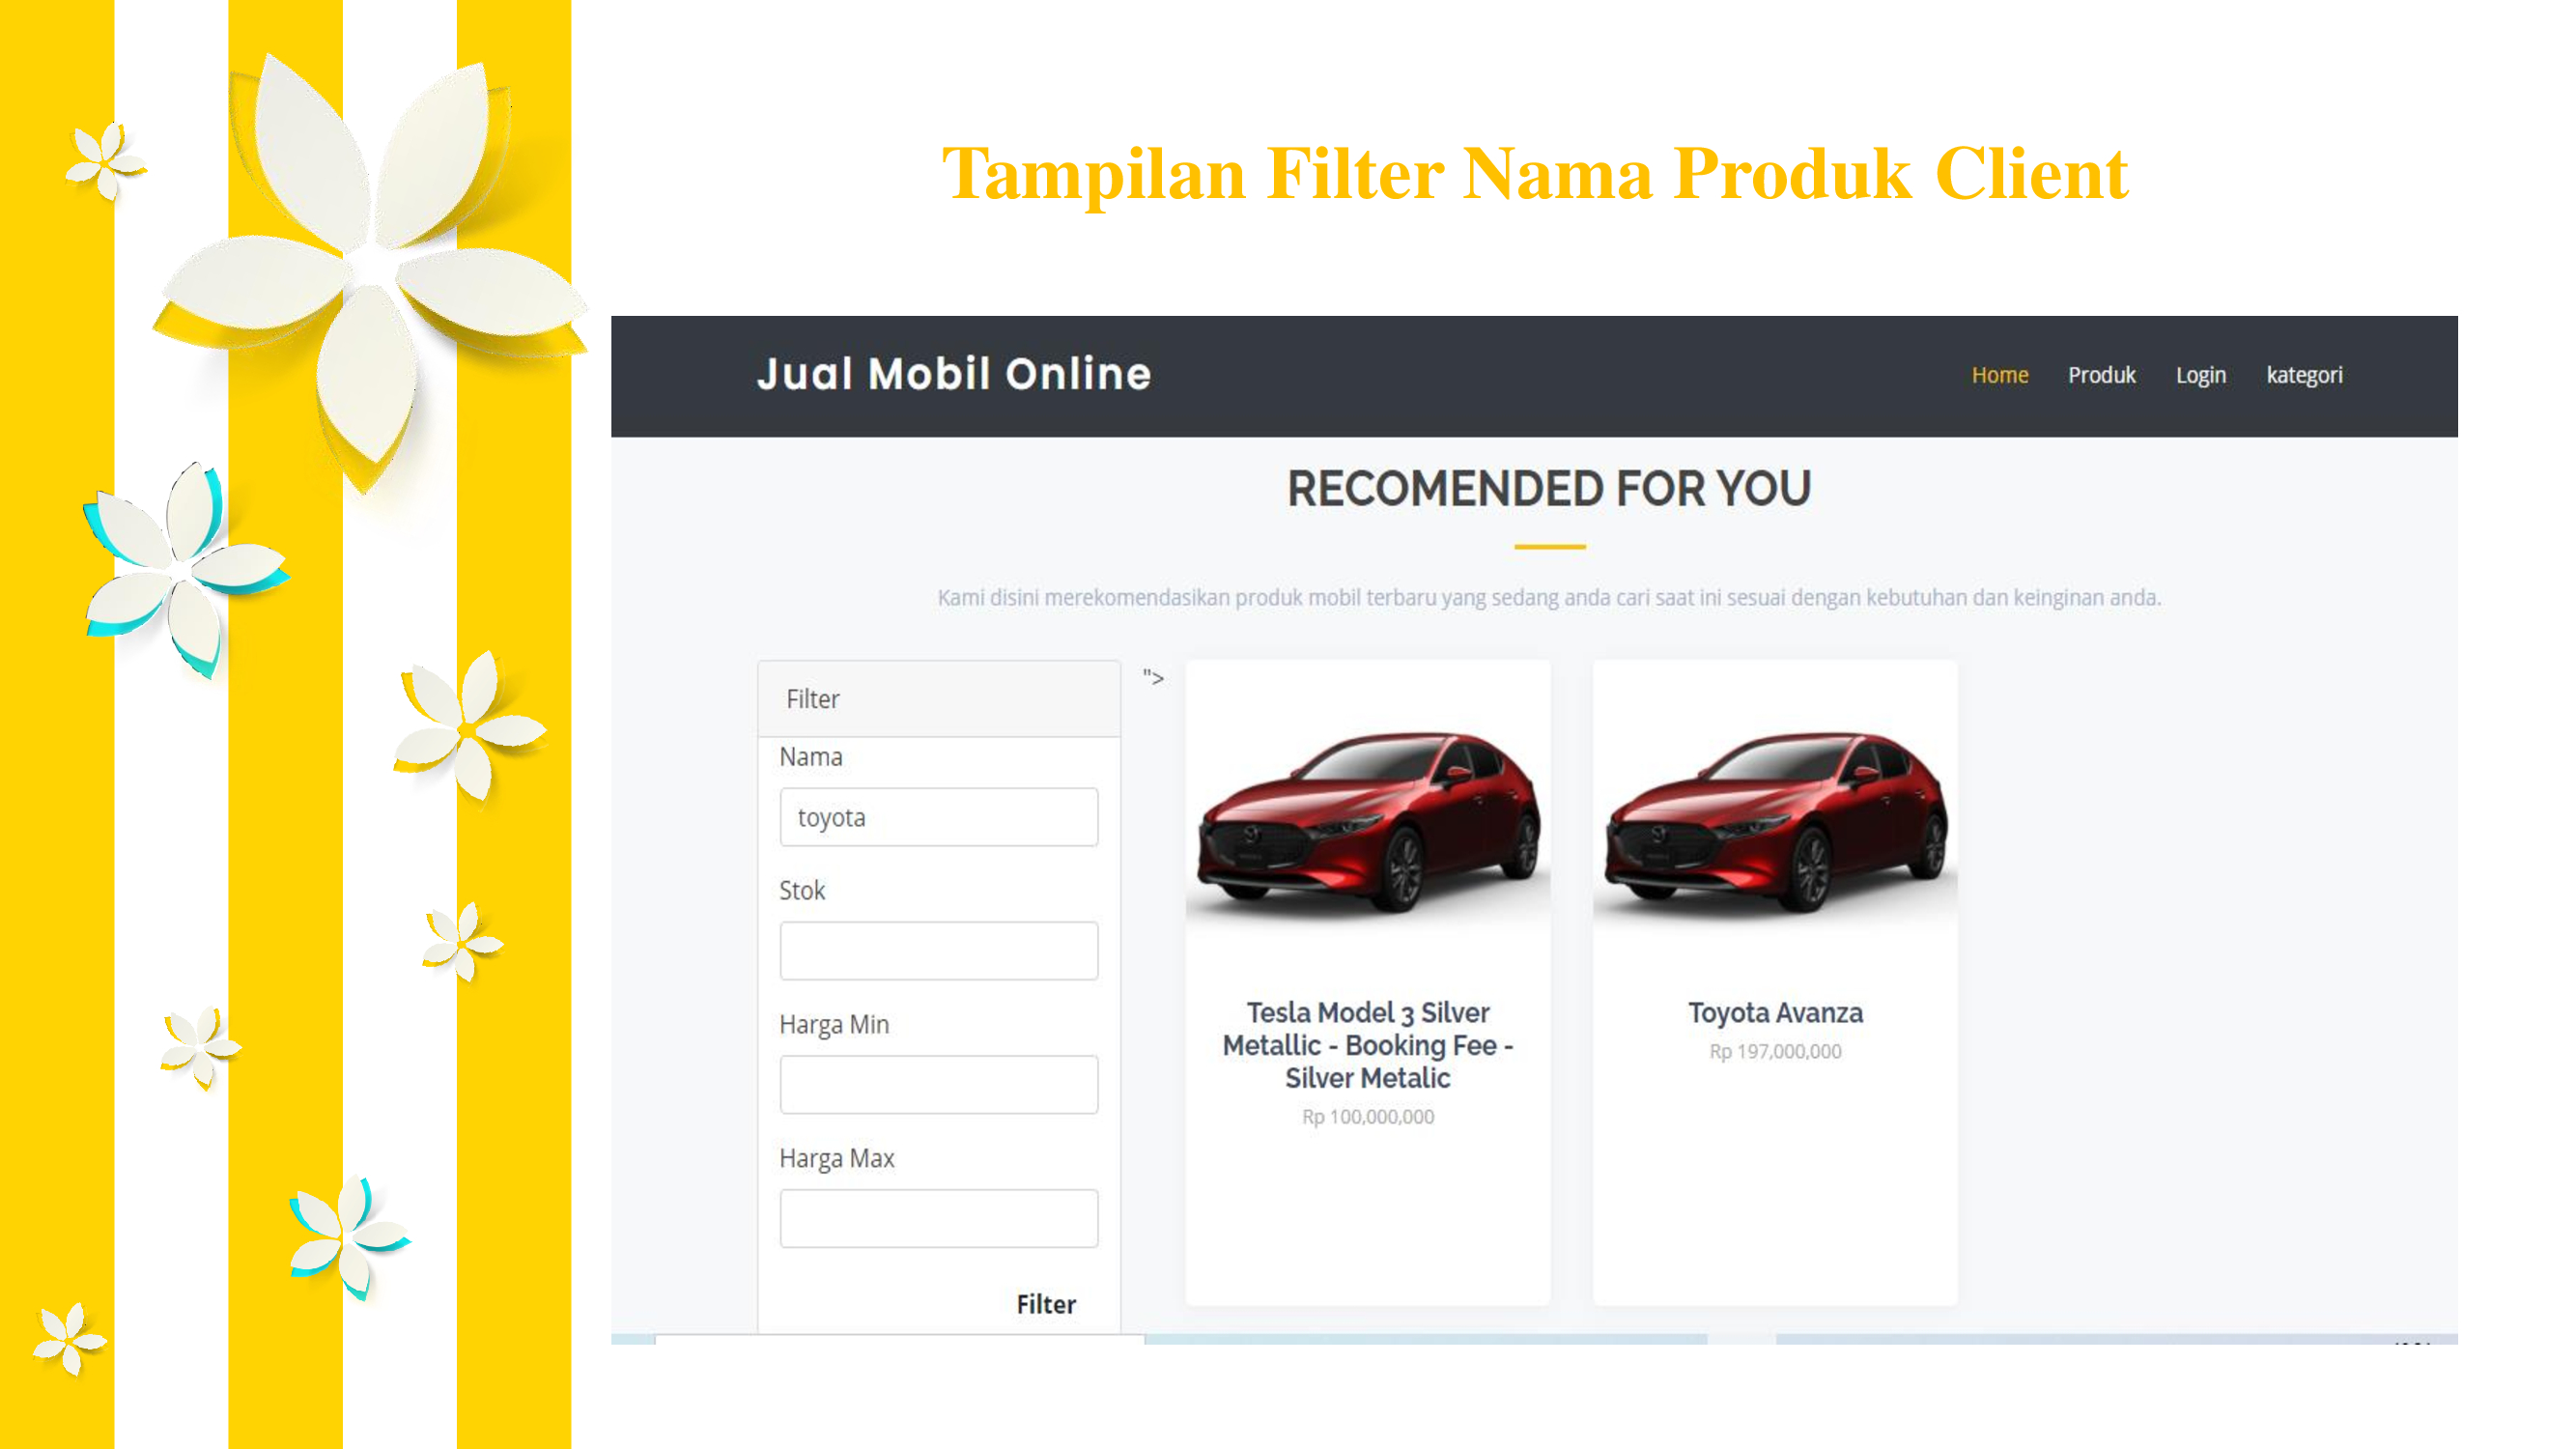 Tampilan Filter Nama Produk Client
Jual Mobil Online
Home Produk Login kategori
RECOMENDED FOR YOU
Kami disini merekomendasikan produk mobil terbaru yang sedang anda cari saat ini sesuai dengan kebutuhan dan keinginan anda.
Filter
Nama
toyota
Stok
Harga Min
Harga Max
Filter
">
Tesla Model 3 Silver
Metallic - Booking Fee -
Silver Metalic
Rp 100,000,000
Toyota Avanza
Rp 197,000,000